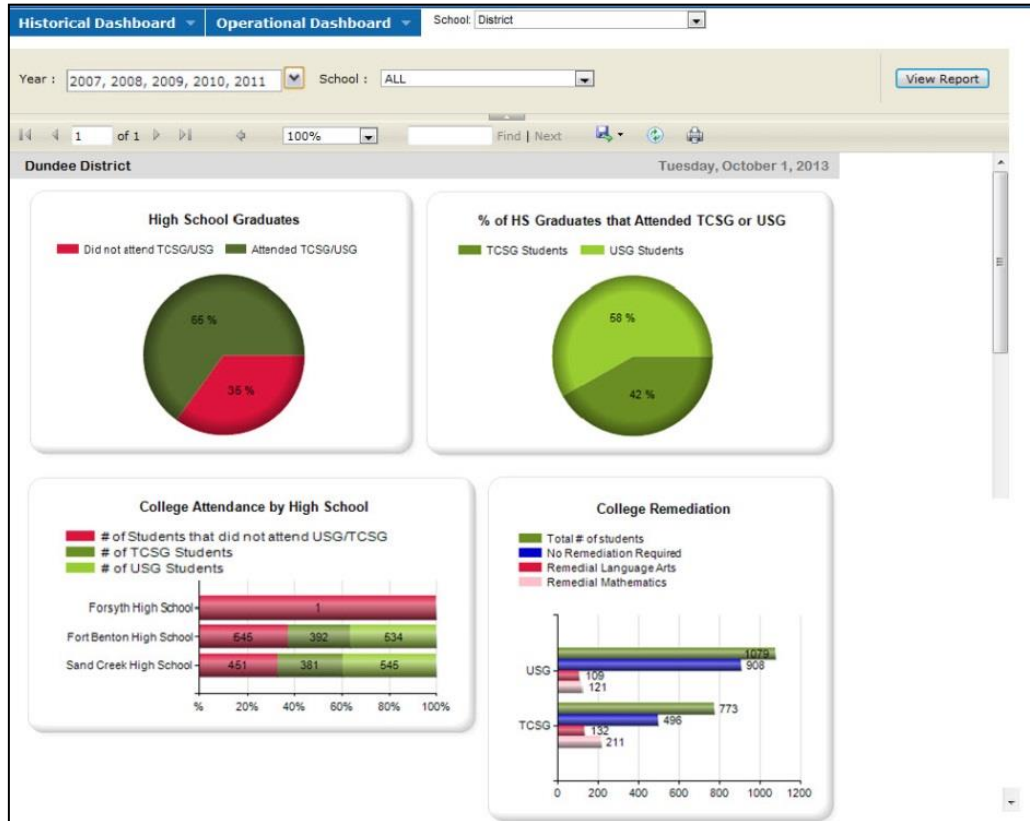 Historical Dashboard Operational Dashboard School: District
Year : 2007, 2008, 2009, 2010, 2011 School : ALL View Report
1 of 1 100% Find | Next
Dundee District Tuesday, October 1, 2013
High School Graduates
Did not attend TCSG/USG Attended TCSG/USG
65 %
35 %
% of HS Graduates that Attended TCSG or USG
TCSG Students USG Students
58 %
42 %
College Attendance by High School
# of Students that did not attend USG/TCSG
# of TCSG Students
# of USG Students
Forsyth High School 1
Fort Benton High School 545 392 534
Sand Creek High School 451 381 545
% 20% 40% 60% 80% 100%
College Remediation
Total # of students
No Remediation Required
Remedial Language Arts
Remedial Mathematics
1079
USG 908
109
121
773
TCSG 496
132
211
0 200 400 600 800 1000 1200